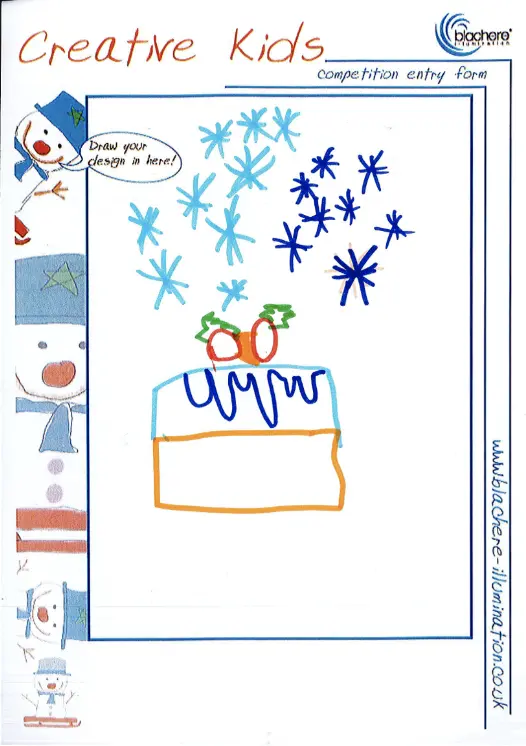 Creative Kids
blachere®
illumination
competition entry form
Draw your
design in here!
www.blachere-illumination.co.uk